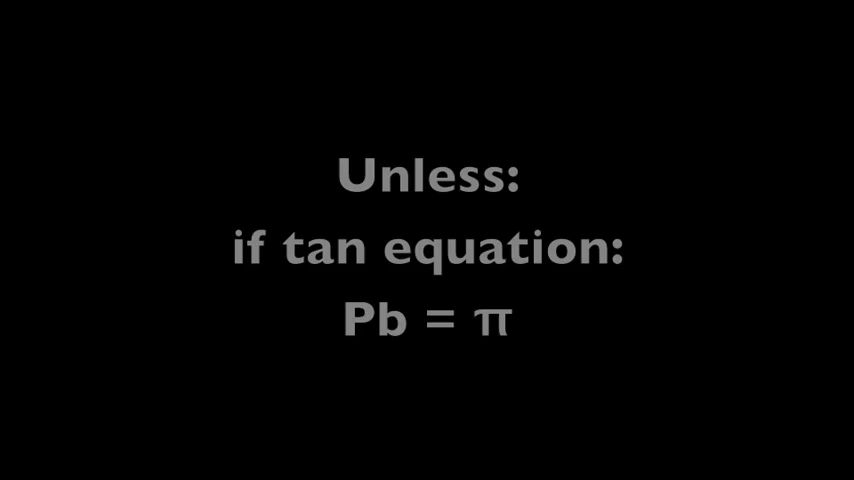 Unless:
if tan equation:
Pb = π